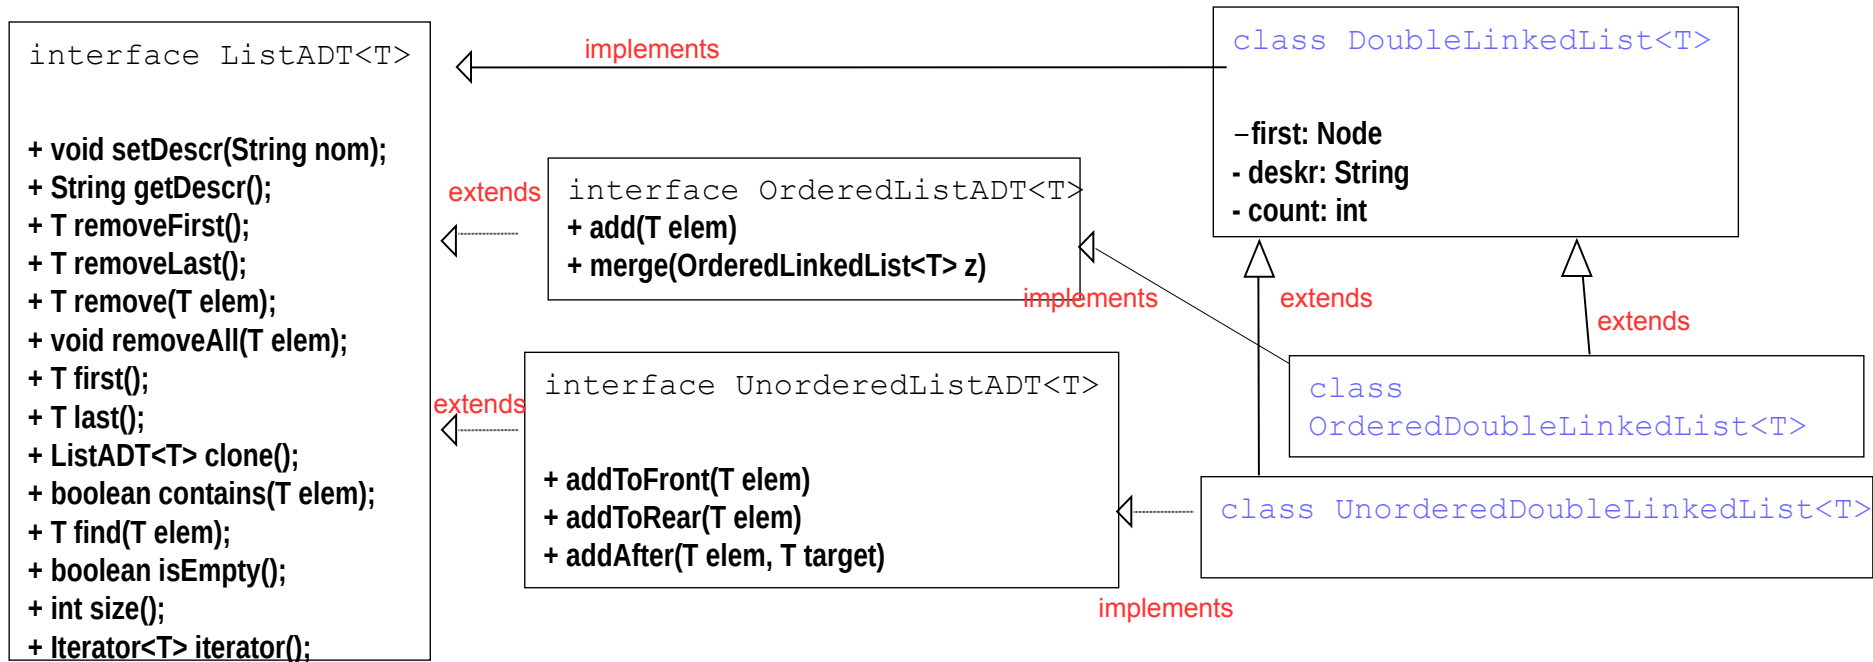 interface ListADT<T>
+ void setDescr(String nom);
+ String getDescr();
+ T removeFirst();
+ T removeLast();
+ T remove(T elem);
+ void removeAll(T elem);
+ T first();
+ T last();
+ ListADT<T> clone();
+ boolean contains(T elem);
+ T find(T elem);
+ boolean isEmpty();
+ int size();
+ Iterator<T> iterator();
implements
extends
interface OrderedListADT<T>
+ add(T elem)
+ merge(OrderedLinkedList<T> z)
implements
extends
interface UnorderedListADT<T>
+ addToFront(T elem)
+ addToRear(T elem)
+ addAfter(T elem, T target)
implements
class DoubleLinkedList<T>
–first: Node
- deskr: String
- count: int
extends
extends
class
OrderedDoubleLinkedList<T>
class UnorderedDoubleLinkedList<T>